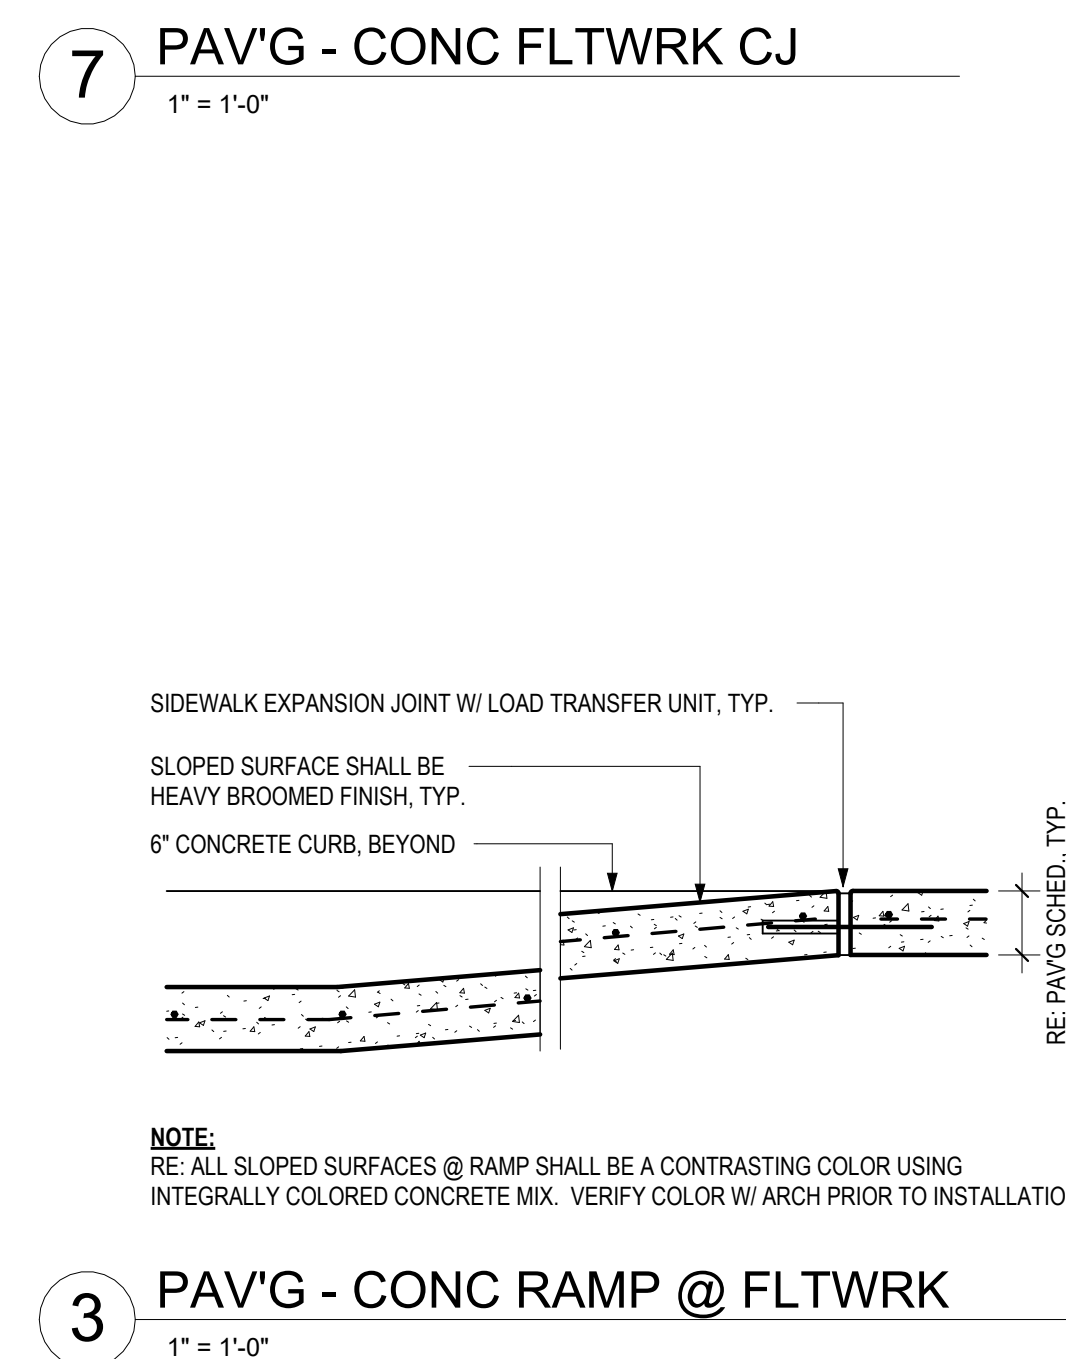 7
PAV'G - CONC FLTWRK CJ
1" = 1'-0"
SIDEWALK EXPANSION JOINT W/ LOAD TRANSFER UNIT, TYP.
SLOPED SURFACE SHALL BE
HEAVY BROOMED FINISH, TYP.
6" CONCRETE CURB, BEYOND
RE: PAV'G SCHED., TYP.
NOTE:
RE: ALL SLOPED SURFACES @ RAMP SHALL BE A CONTRASTING COLOR USING
INTEGRALLY COLORED CONCRETE MIX.  VERIFY COLOR W/ ARCH PRIOR TO INSTALLATIO
3
PAV'G - CONC RAMP @ FLTWRK
1" = 1'-0"